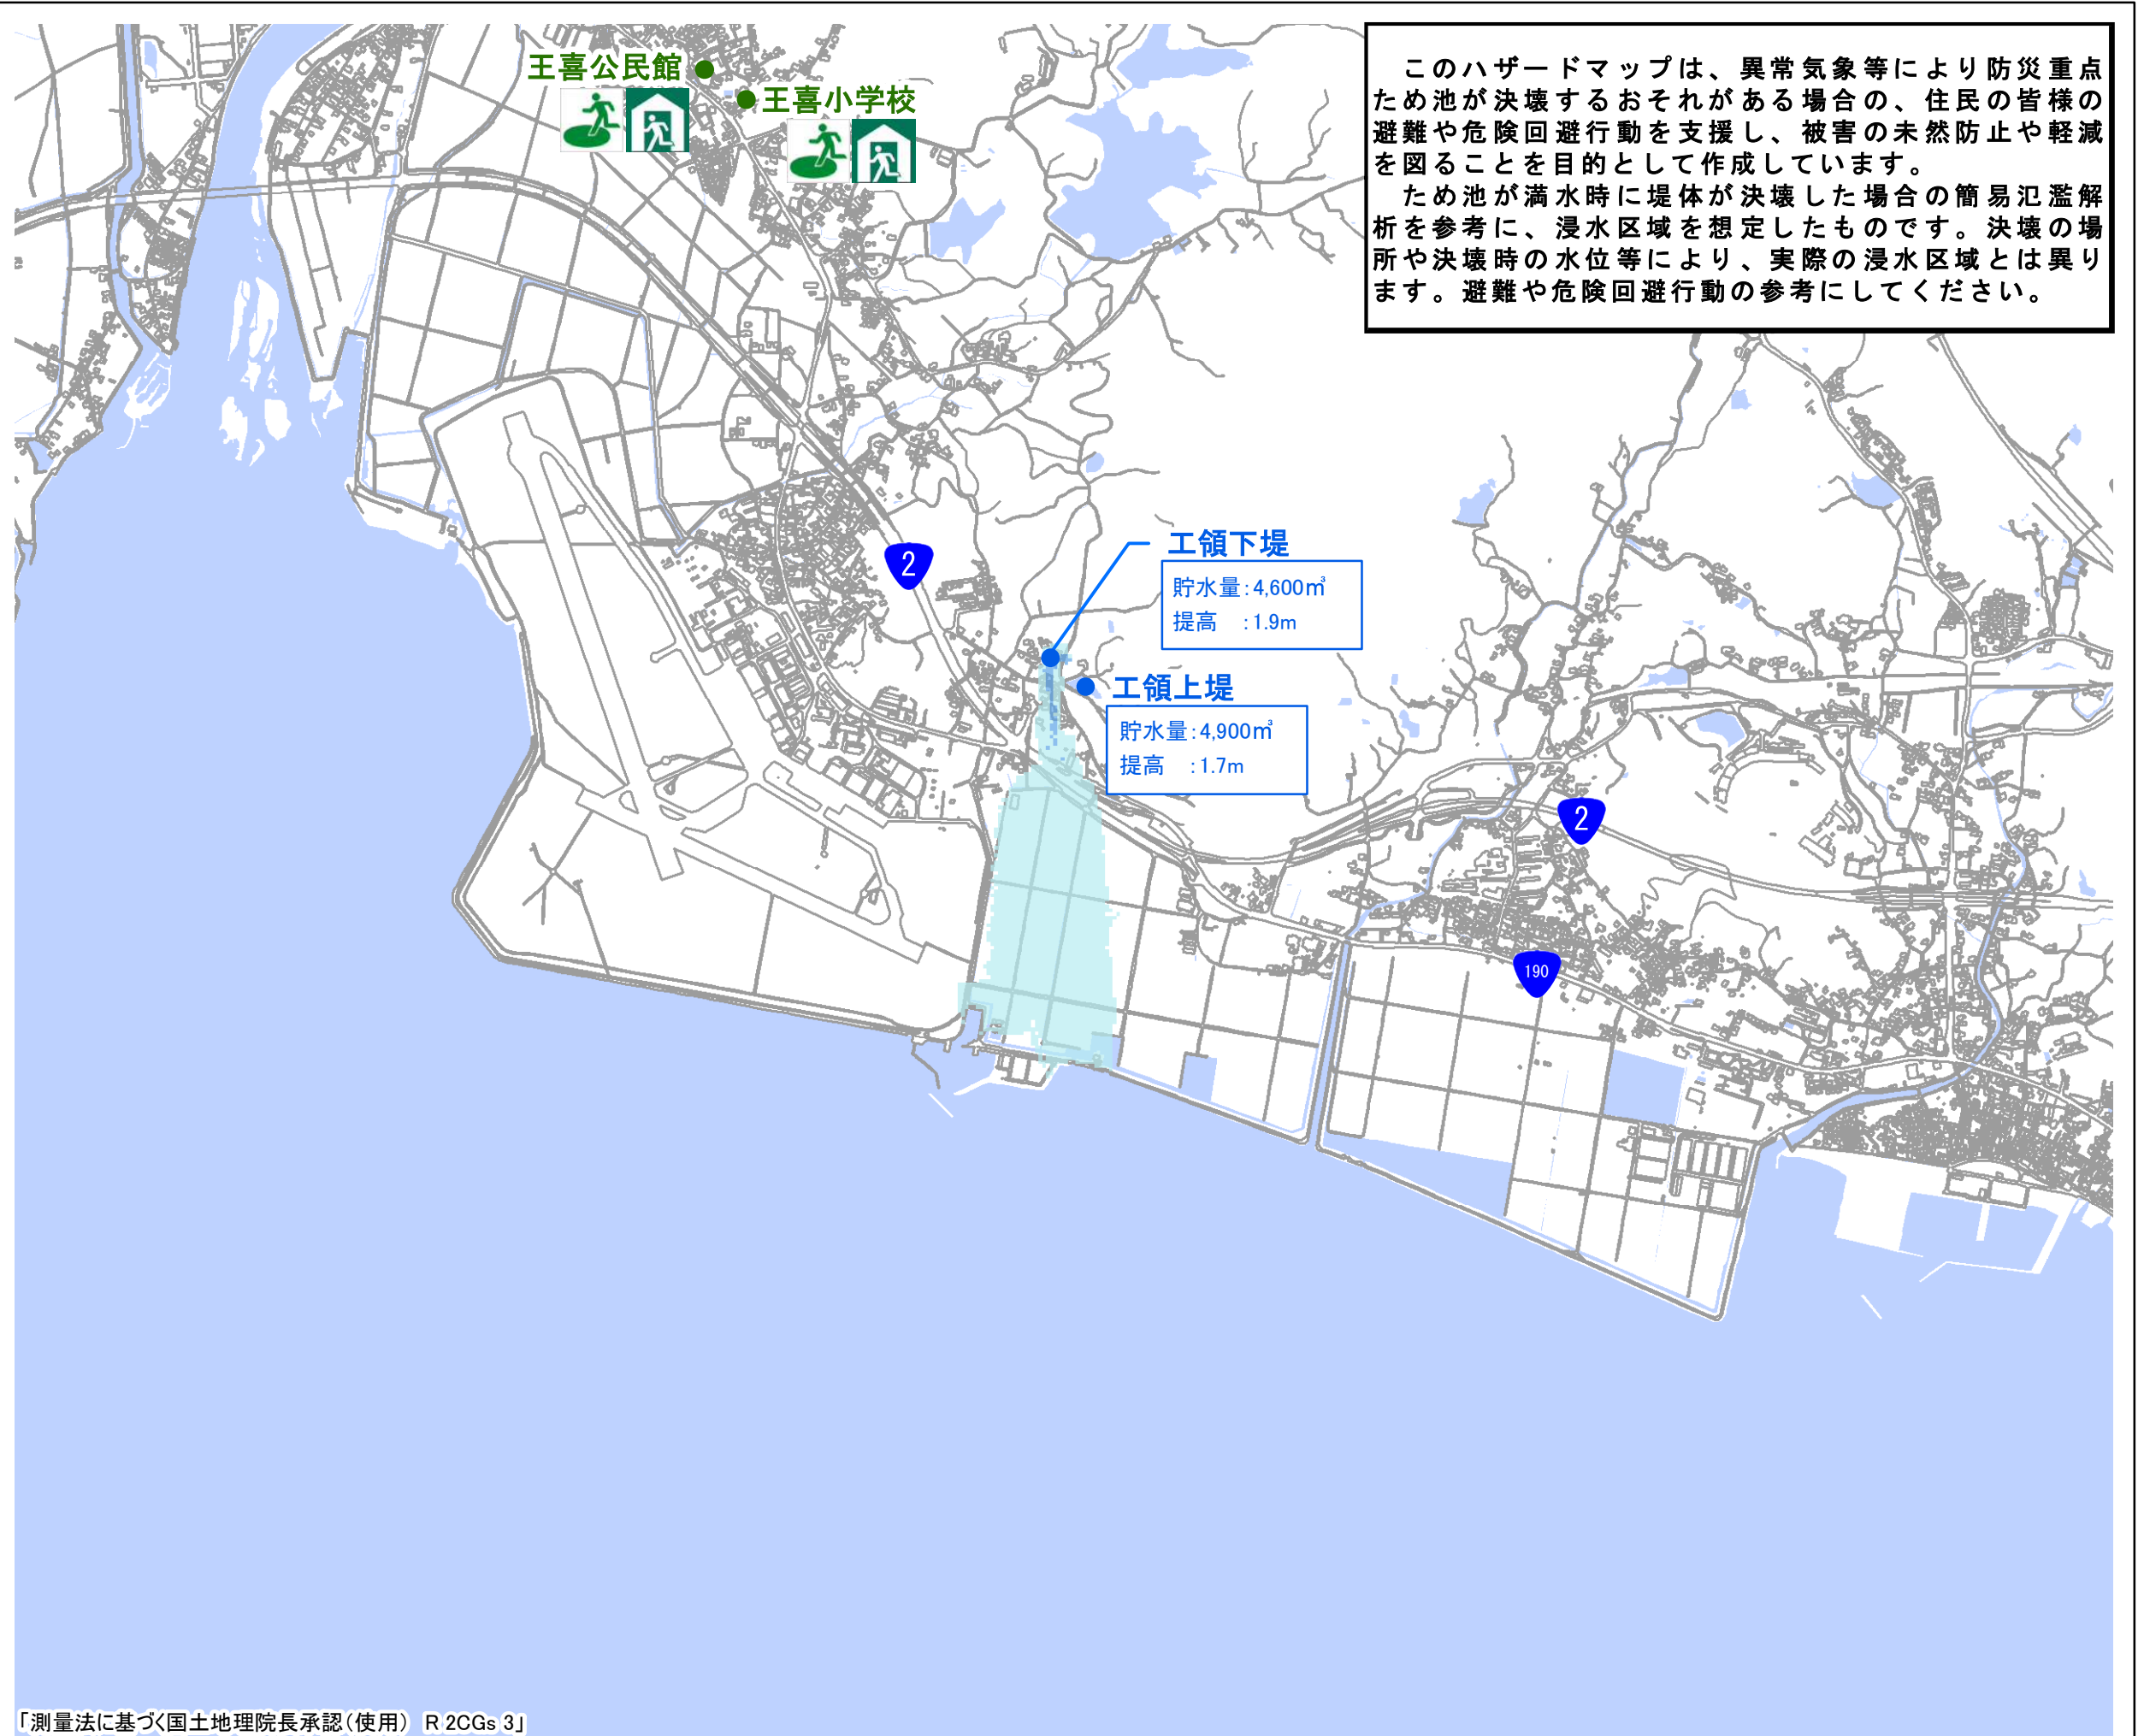 王喜公民館
王喜小学校
このハザードマップは、異常気象等により防災重点
ため池が決壊するおそれがある場合の、住民の皆様の
避難や危険回避行動を支援し、被害の未然防止や軽減
を図ることを目的として作成しています。
ため池が満水時に堤体が決壊した場合の簡易氾濫解
析を参考に、浸水区域を想定したものです。決壊の場
所や決壊時の水位等により、実際の浸水区域とは異り
ます。避難や危険回避行動の参考にしてください。
2
工領下堤
貯水量:4,600㎥
提高 :1.9m
工領上堤
貯水量:4,900㎥
提高 :1.7m
2
190
「測量法に基づく国土地理院長承認(使用) R 2CGs 3」